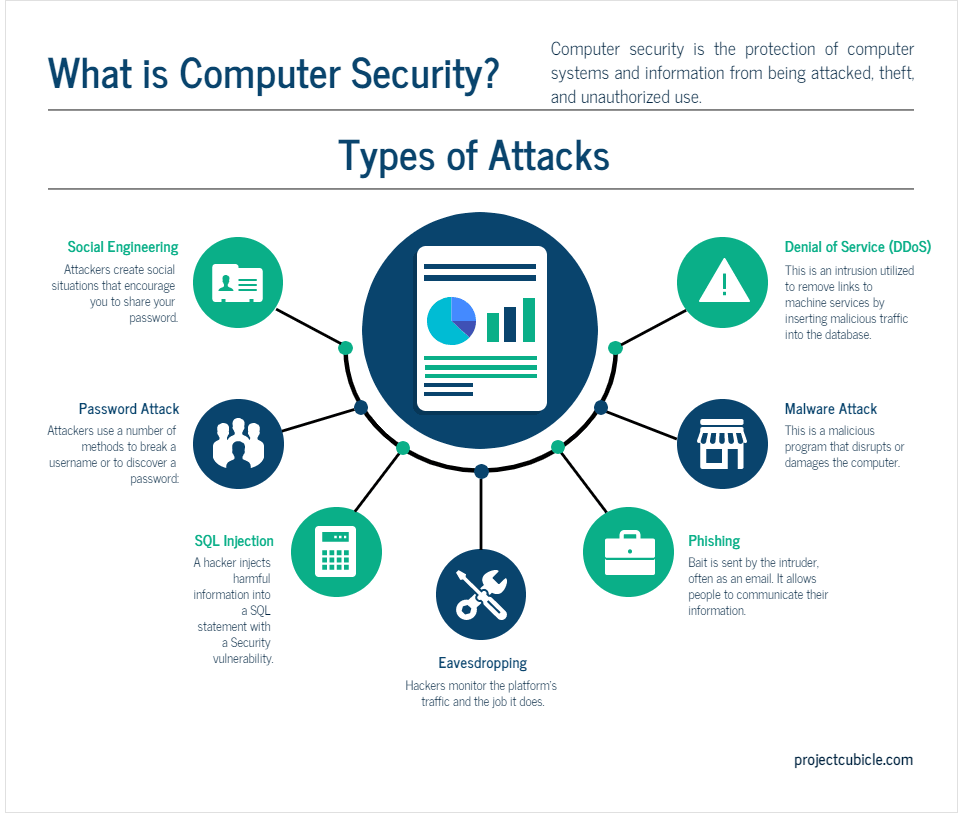 What is Computer Security?
Computer security is the protection of computer
systems and information from being attacked, theft,
and unauthorized use.
Types of Attacks
Social Engineering
Attackers create social
situations that encourage
you to share your
password.
Denial of Service (DDoS)
This is an intrusion utilized
to remove links to
machine services by
inserting malicious traffic
into the database.
Password Attack
Attackers use a number of
methods to break a
username or to discover a
password:
Malware Attack
This is a malicious
program that disrupts or
damages the computer.
SQL Injection
A hacker injects
harmful
information into
a SQL
statement with
a Security
vulnerability.
Phishing
Bait is sent by the intruder,
often as an email. It allows
people to communicate their
information.
Eavesdropping
Hackers monitor the platform's
traffic and the job it does.
projectcubicle.com